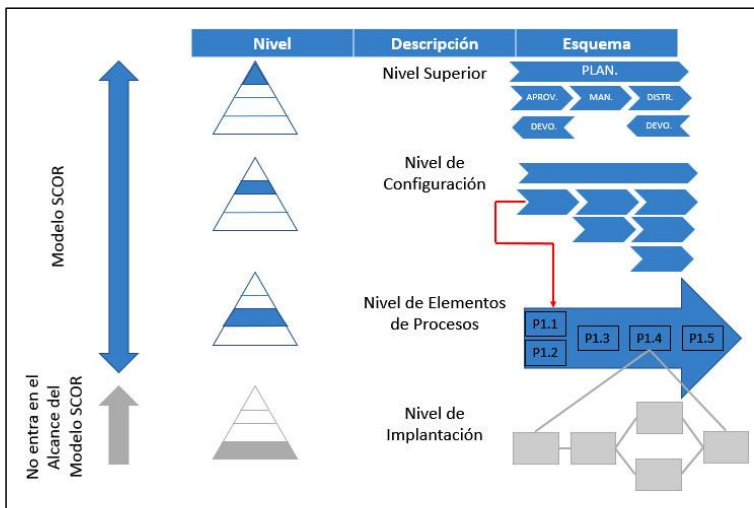 Nivel
Descripción
Esquema
Modelo SCOR
Nivel Superior
PLAN.
APROV.
MAN.
DISTR.
DEVO.
DEVO.
Nivel de
Configuración
Nivel de Elementos
de Procesos
P1.1
P1.2
P1.3
P1.4
P1.5
No entra en el
Alcance del
Modelo SCOR
Nivel de
Implantación